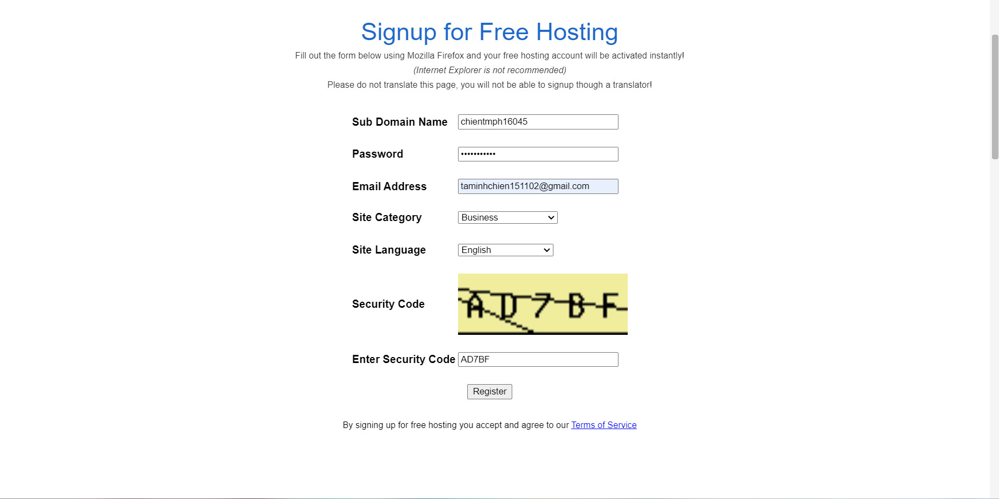 Signup for Free Hosting
Fill out the form below using Mozilla Firefox and your free hosting account will be activated instantly!
(Internet Explorer is not recommended)
Please do not translate this page, you will not be able to signup though a translator!
Sub Domain Name chientmph16045
Password •••••••••••
Email Address taminhchien151102@gmail.com
Site Category Business
Site Language English
Security Code AD7BF
Enter Security Code AD7BF
Register
By signing up for free hosting you accept and agree to our Terms of Service